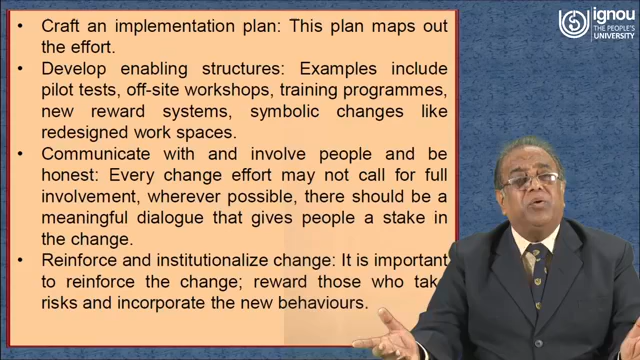 • Craft an implementation plan: This plan maps out
the effort.
• Develop enabling structures: Examples include
pilot tests, off-site workshops, training programmes,
new reward systems, symbolic changes like
redesigned work spaces.
• Communicate with and involve people and be
honest: Every change effort may not call for full
involvement, wherever possible, there should be a
meaningful dialogue that gives people a stake in
the change.
• Reinforce and institutionalize change: It is important
to reinforce the change; reward those who take
risks and incorporate the new behaviours.
ignou
THE PEOPLE'S
UNIVERSITY